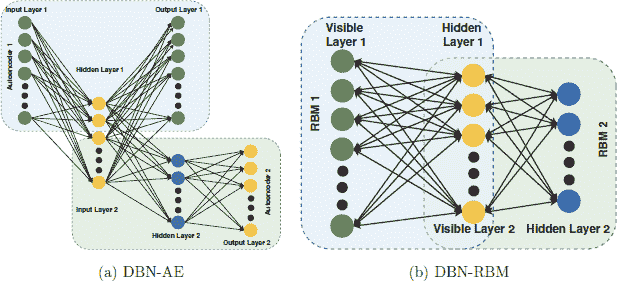 Input Layer 1
Output Layer 1
Autoencoder 1
Hidden Layer 1
Input Layer 2
Hidden Layer 2
Output Layer 2
Autoencoder 2
(a) DBN-AE
Visible
Layer 1
Hidden
Layer 1
RBM 1
RBM 2
Visible Layer 2
Hidden Layer 2
(b) DBN-RBM